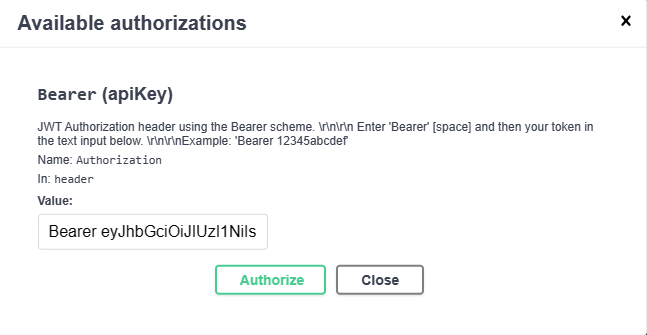 Available authorizations
x
Bearer (apiKey)
JWT Authorization header using the Bearer scheme. \r\n\r\n Enter 'Bearer' [space] and then your token in
the text input below. \r\n\r\nExample: 'Bearer 12345abcdef'
Name: Authorization
In: header
Value:
Bearer eyJhbGciOiJIUzI1NiIs
Authorize Close